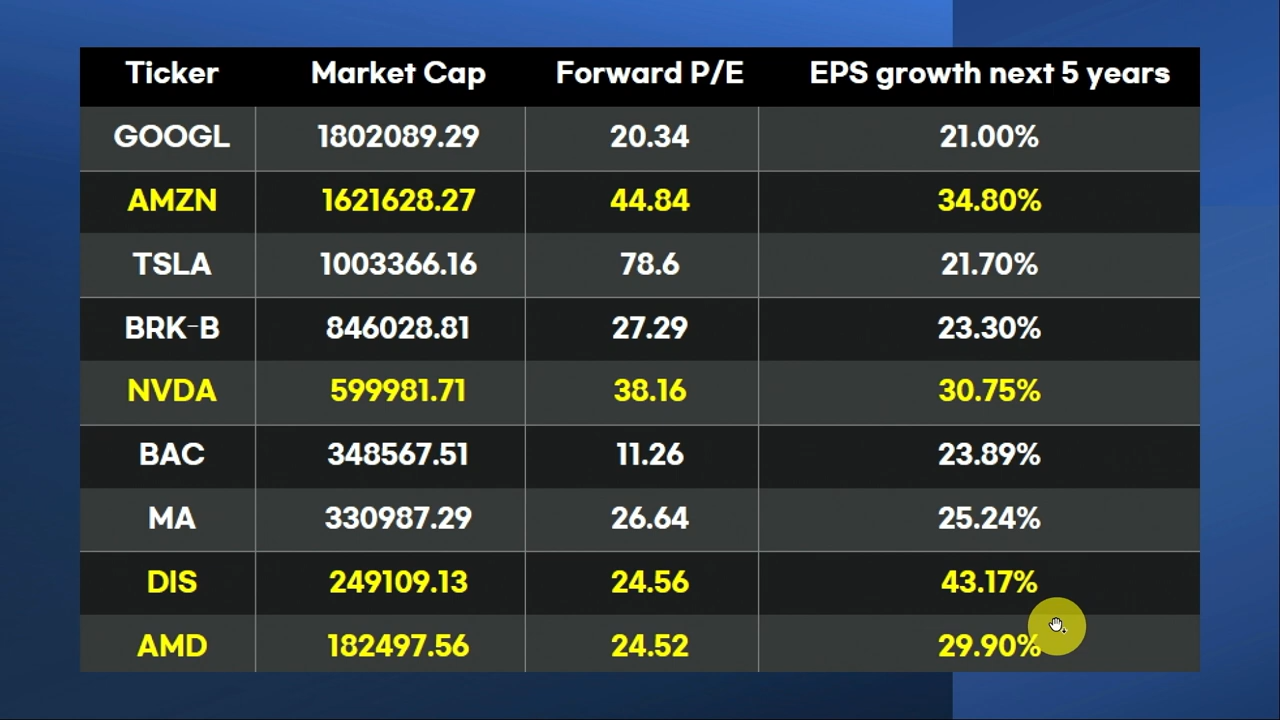 Ticker Market Cap Forward P/E EPS growth next 5 years
GOOGL 1802089.29 20.34 21.00%
AMZN 1621628.27 44.84 34.80%
TSLA 1003366.16 78.6 21.70%
BRK-B 846028.81 27.29 23.30%
NVDA 599981.71 38.16 30.75%
BAC 348567.51 11.26 23.89%
MA 330987.29 26.64 25.24%
DIS 249109.13 24.56 43.17%
AMD 182497.56 24.52 29.90%